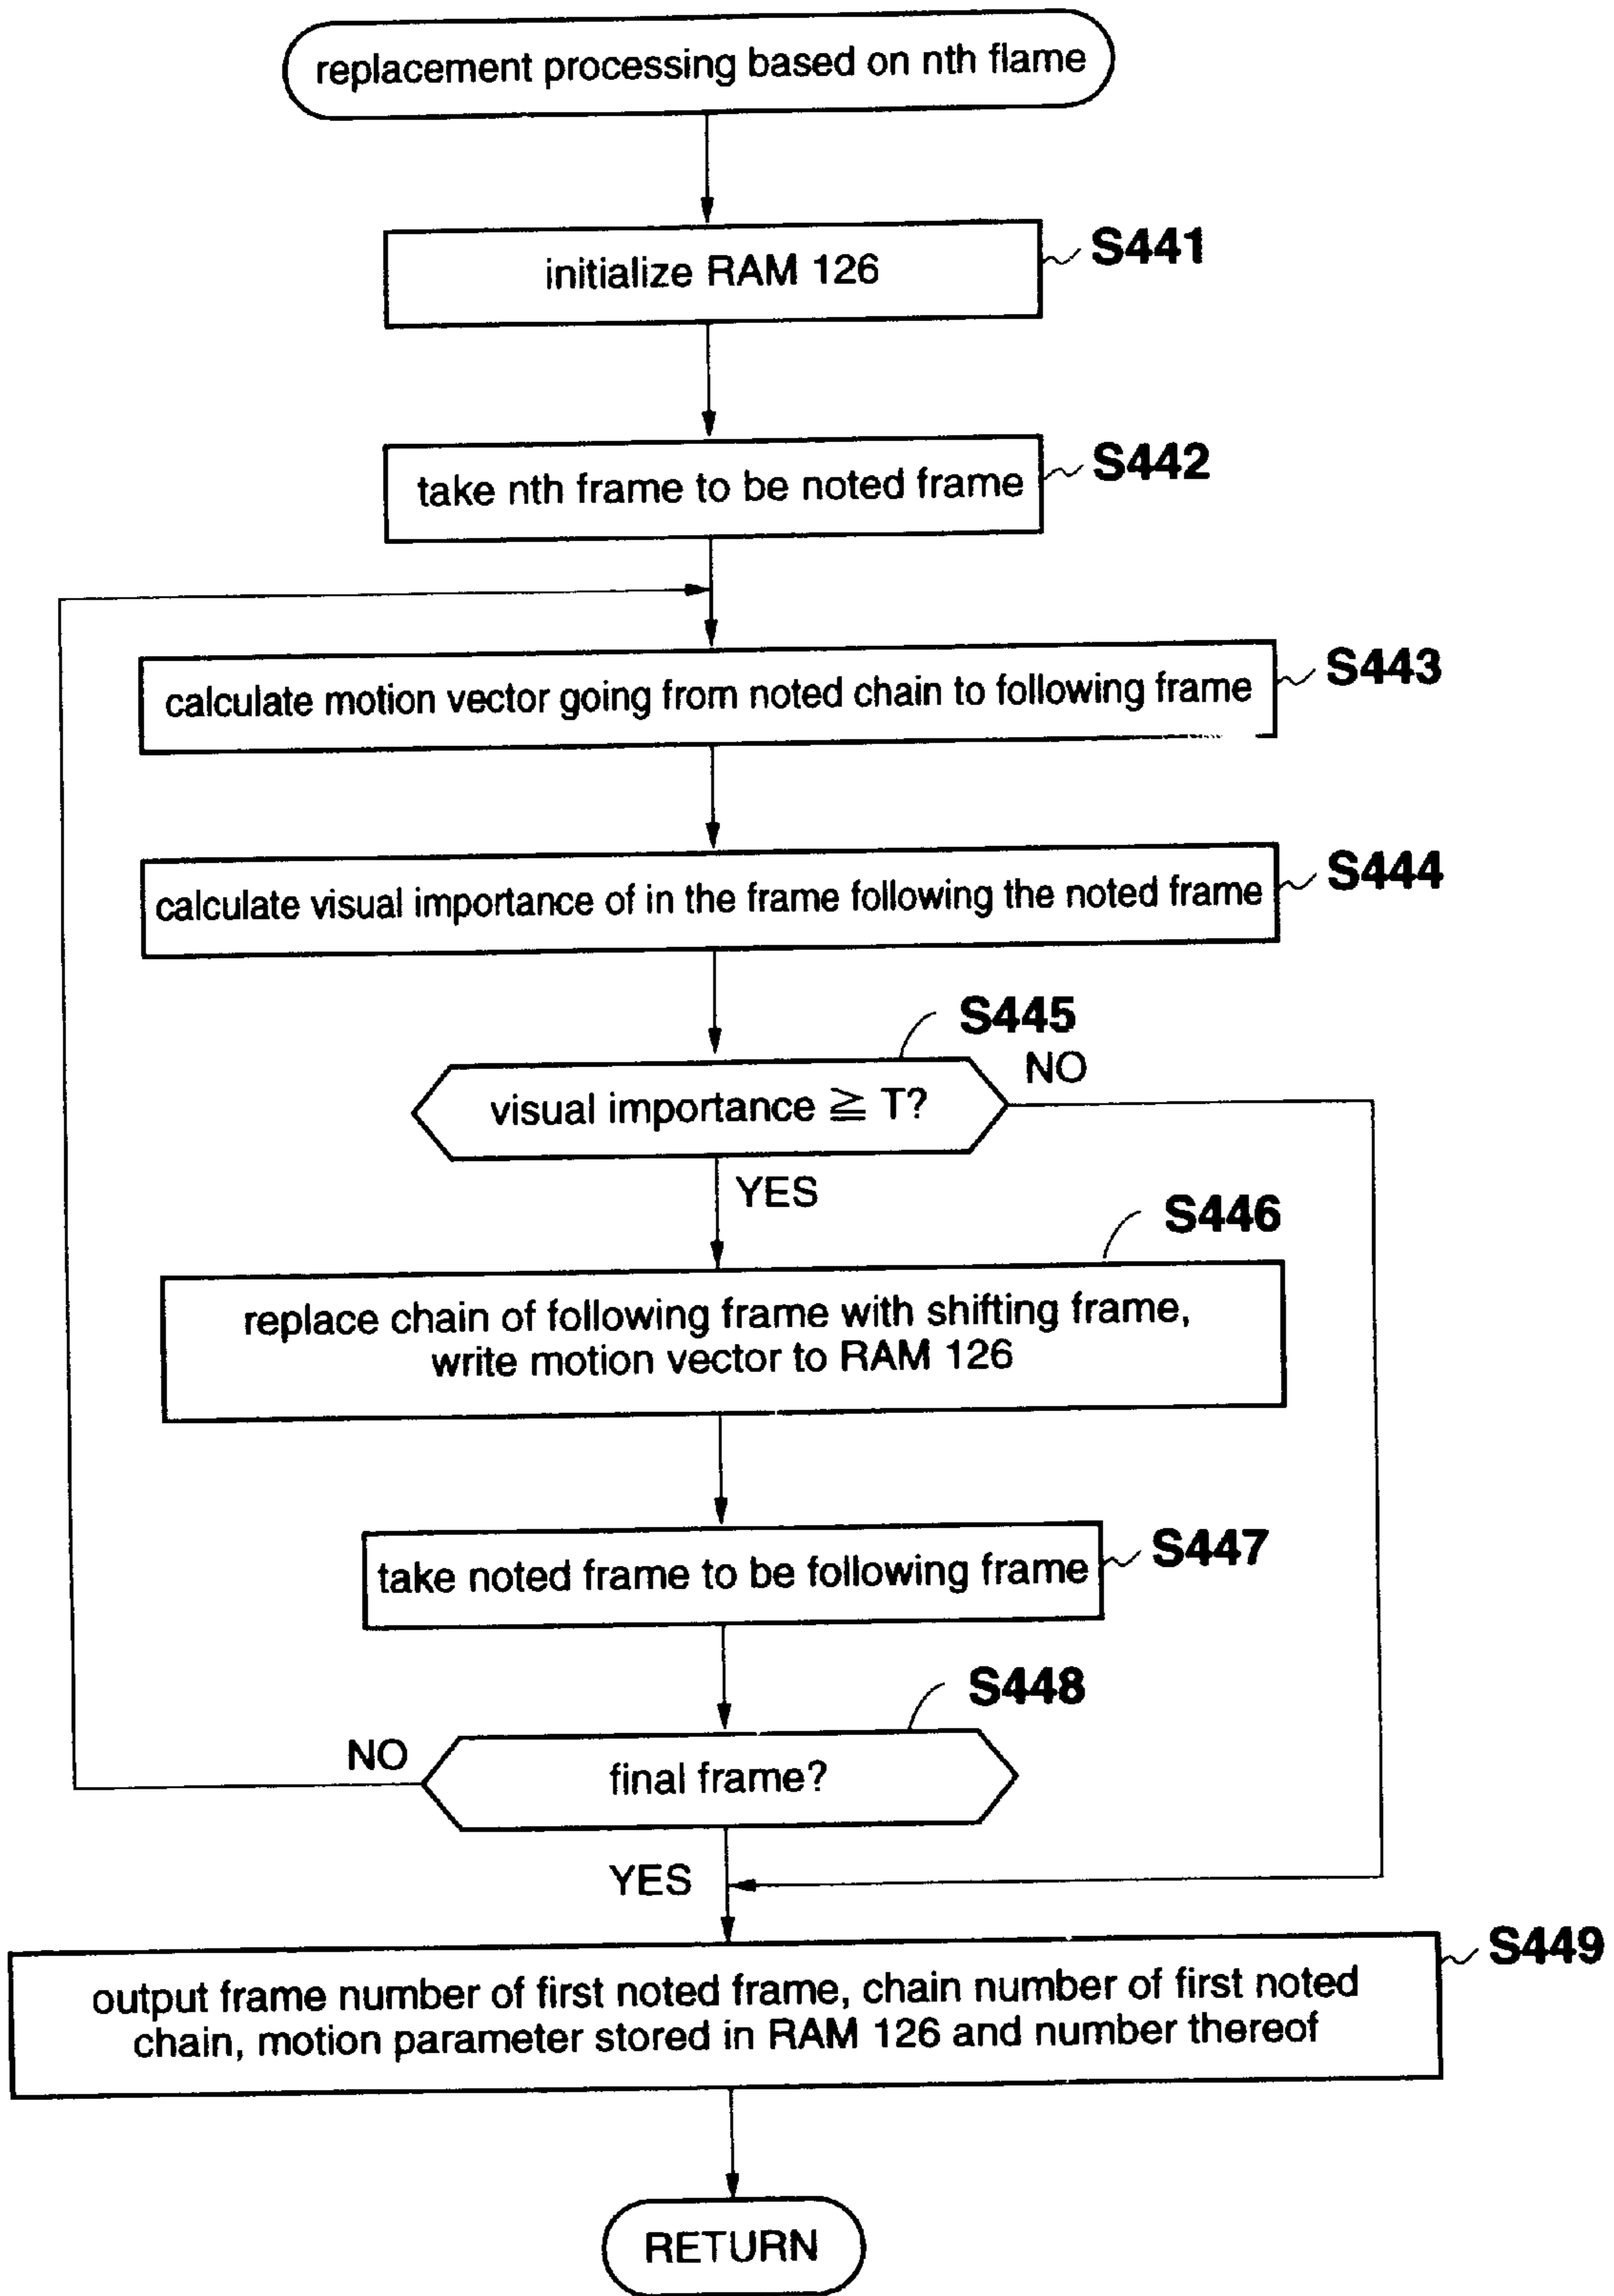 replacement processing based on nth flame
initialize RAM 126
S441
take nth frame to be noted frame
S442
calculate motion vector going from noted chain to following frame
S443
calculate visual importance of in the frame following the noted frame
S444
S445
visual importance ≧ T?
NO
YES
S446
replace chain of following frame with shifting frame,
write motion vector to RAM 126
take noted frame to be following frame
S447
S448
NO
final frame?
YES
output frame number of first noted frame, chain number of first noted
chain, motion parameter stored in RAM 126 and number thereof
S449
RETURN